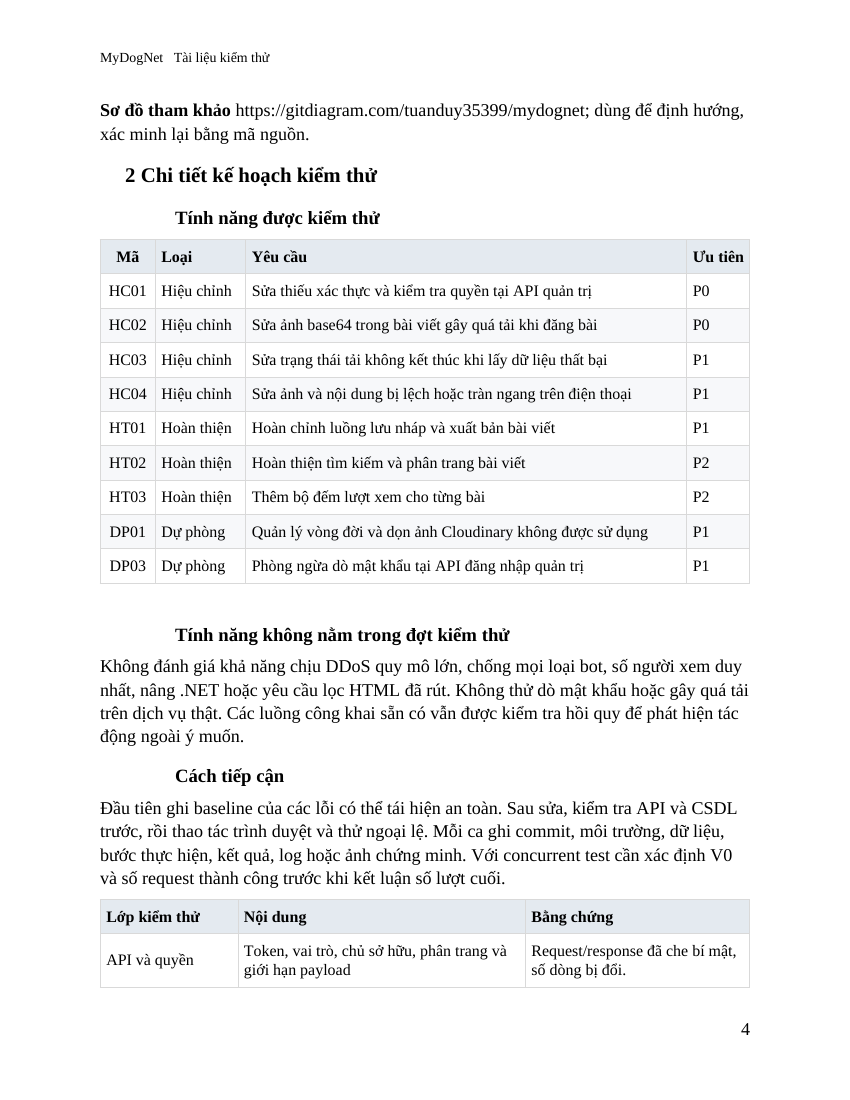 MyDogNet Tài liệu kiểm thử
Sơ đồ tham khảo https://gitdiagram.com/tuanduy35399/mydognet; dùng để định hướng,
xác minh lại bằng mã nguồn.
2 Chi tiết kế hoạch kiểm thử
Tính năng được kiểm thử
Mã Loại Yêu cầu Ưu tiên
HC01 Hiệu chỉnh Sửa thiếu xác thực và kiểm tra quyền tại API quản trị P0
HC02 Hiệu chỉnh Sửa ảnh base64 trong bài viết gây quá tải khi đăng bài P0
HC03 Hiệu chỉnh Sửa trạng thái tải không kết thúc khi lấy dữ liệu thất bại P1
HC04 Hiệu chỉnh Sửa ảnh và nội dung bị lệch hoặc tràn ngang trên điện thoại P1
HT01 Hoàn thiện Hoàn chỉnh luồng lưu nháp và xuất bản bài viết P1
HT02 Hoàn thiện Hoàn thiện tìm kiếm và phân trang bài viết P2
HT03 Hoàn thiện Thêm bộ đếm lượt xem cho từng bài P2
DP01 Dự phòng Quản lý vòng đời và dọn ảnh Cloudinary không được sử dụng P1
DP03 Dự phòng Phòng ngừa dò mật khẩu tại API đăng nhập quản trị P1
Tính năng không nằm trong đợt kiểm thử
Không đánh giá khả năng chịu DDoS quy mô lớn, chống mọi loại bot, số người xem duy
nhất, nâng .NET hoặc yêu cầu lọc HTML đã rút. Không thử dò mật khẩu hoặc gây quá tải
trên dịch vụ thật. Các luồng công khai sẵn có vẫn được kiểm tra hồi quy để phát hiện tác
động ngoài ý muốn.
Cách tiếp cận
Đầu tiên ghi baseline của các lỗi có thể tái hiện an toàn. Sau sửa, kiểm tra API và CSDL
trước, rồi thao tác trình duyệt và thử ngoại lệ. Mỗi ca ghi commit, môi trường, dữ liệu,
bước thực hiện, kết quả, log hoặc ảnh chứng minh. Với concurrent test cần xác định V0
và số request thành công trước khi kết luận số lượt cuối.
Lớp kiểm thử Nội dung Bằng chứng
API và quyền Token, vai trò, chủ sở hữu, phân trang và giới hạn payload Request/response đã che bí mật, số dòng bị đổi.
4